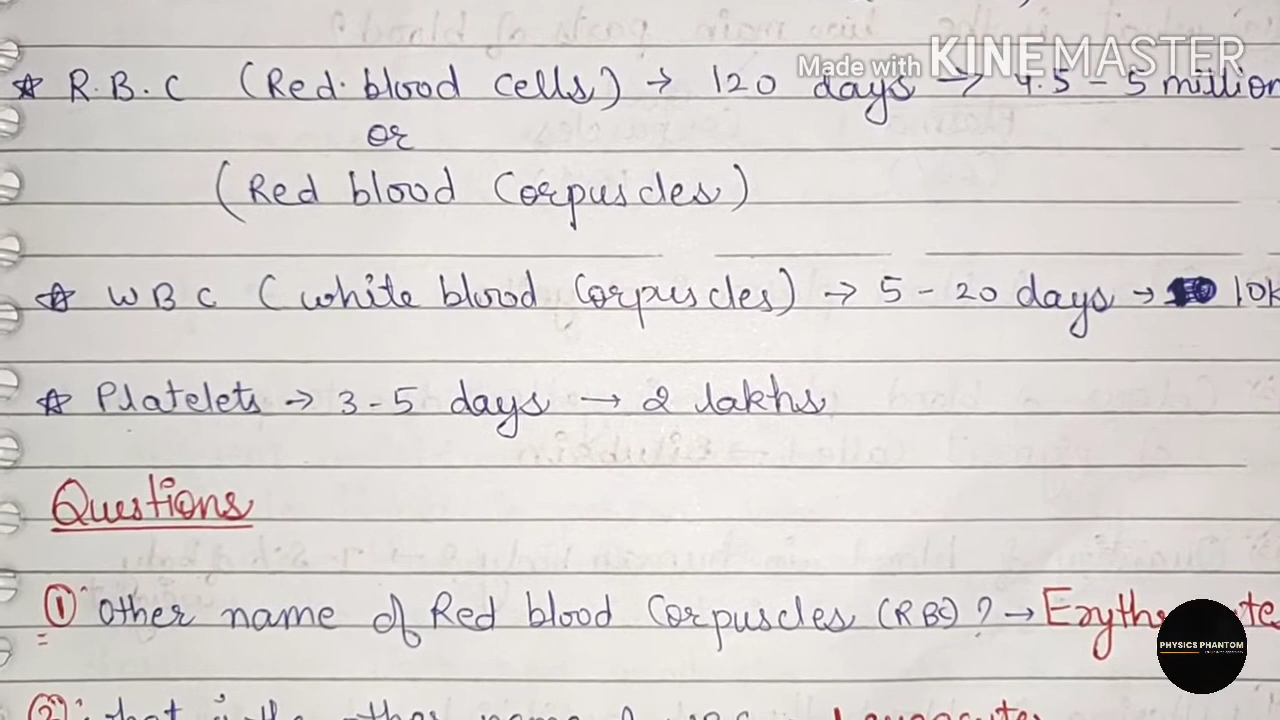 Made with KINEMASTER
☆ R.B.C (Red blood cells) → 120 days → 4.5 - 5 million
or
(Red blood Corpuscles)
☆ WBC (white blood Corpuscles) → 5 - 20 days → 10k
☆ Platelets → 3-5 days → 2 lakhs
Questions
① Other name of Red blood Corpuscles (RBC) ? →
PHYSICS PHANTOM
②